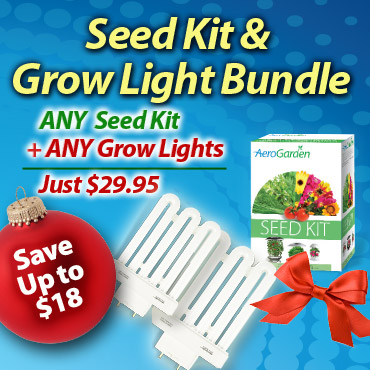 Seed Kit &
Grow Light Bundle
ANY Seed Kit
+ ANY Grow Lights
Just $29.95
Save
Up to
$18
AeroGarden
SEED KIT